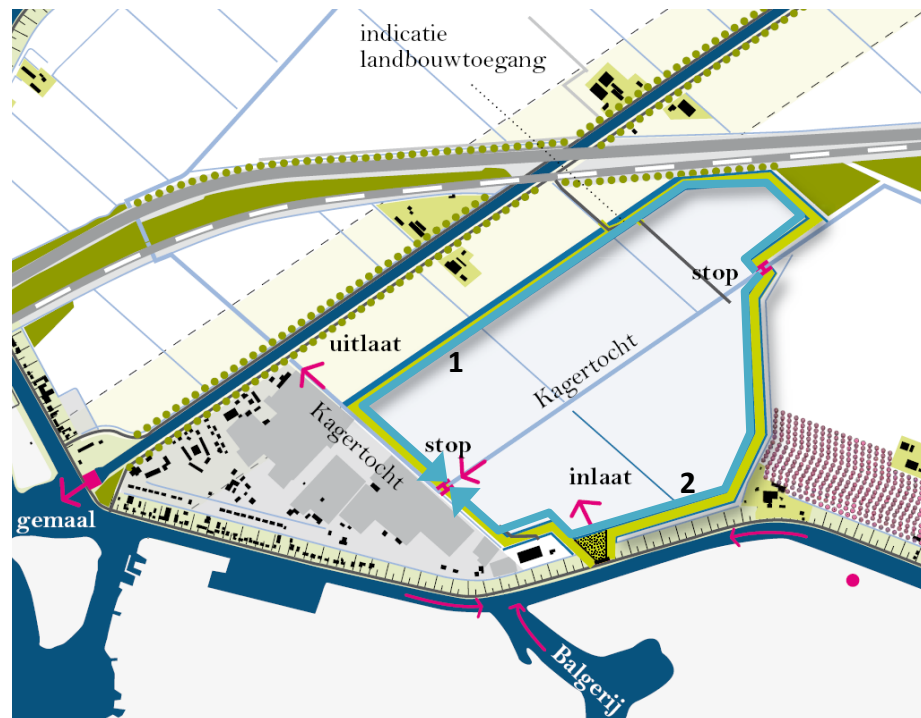 indicatie
landbouwtoegang
stop
uitlaat
1
Kagertocht
Kagertocht
stop
inlaat
2
gemaal
Balgerij